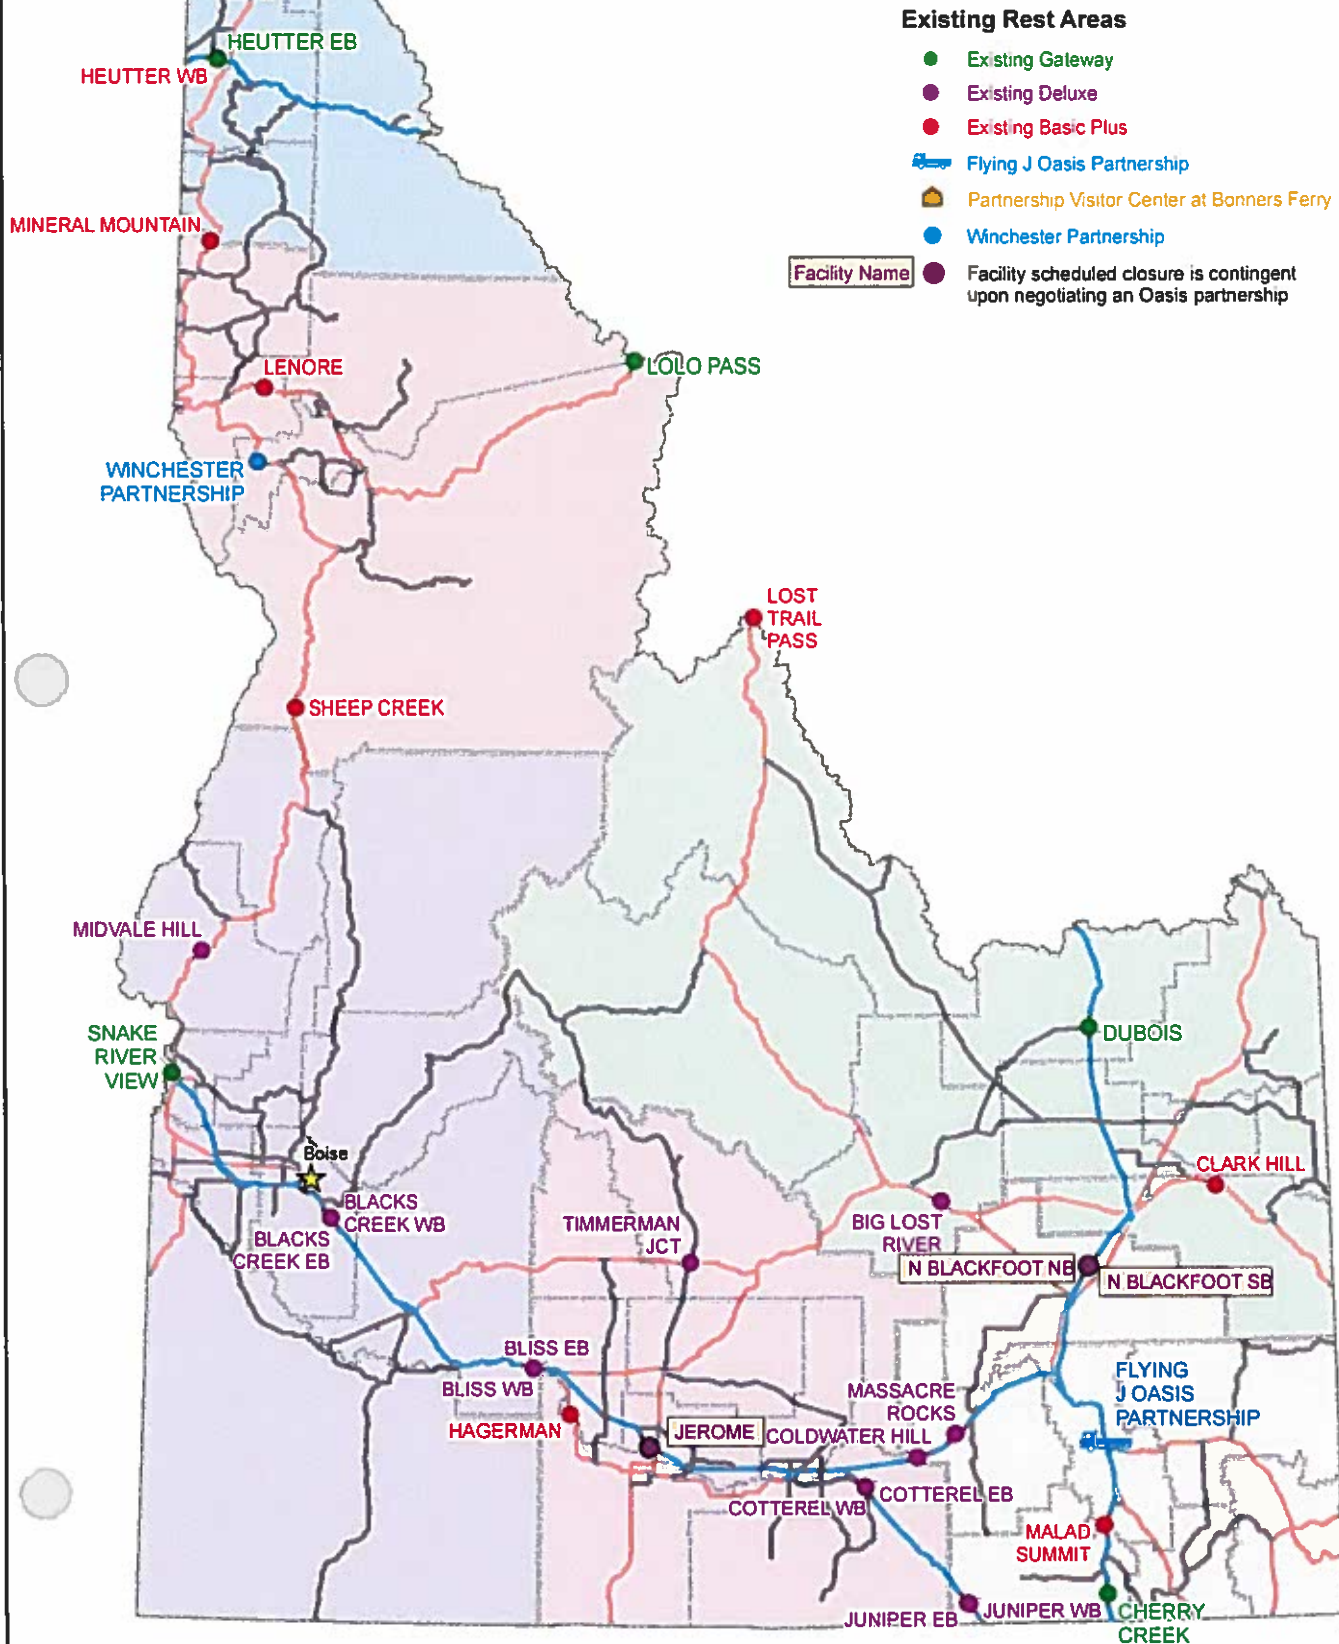 Existing Rest Areas
Existing Gateway
Existing Deluxe
Existing Basic Plus
Flying J Oasis Partnership
Partnership Visitor Center at Bonners Ferry
Winchester Partnership
Facility Name
Facility scheduled closure is contingent
upon negotiating an Oasis partnership
HEUTTER EB
HEUTTER WB
MINERAL MOUNTAIN
LENORE
LOLO PASS
WINCHESTER
PARTNERSHIP
LOST
TRAIL
PASS
SHEEP CREEK
MIDVALE HILL
SNAKE
RIVER
VIEW
DUBOIS
Boise
CLARK HILL
BLACKS
CREEK WB
BLACKS
CREEK EB
TIMMERMAN
JCT
BIG LOST
RIVER
N BLACKFOOT NB
N BLACKFOOT SB
BLISS EB
BLISS WB
FLYING
J OASIS
PARTNERSHIP
MASSACRE
ROCKS
HAGERMAN
JEROME
COLDWATER HILL
COTTEREL EB
COTTEREL WB
MALAD
SUMMIT
JUNIPER EB
JUNIPER WB
CHERRY
CREEK